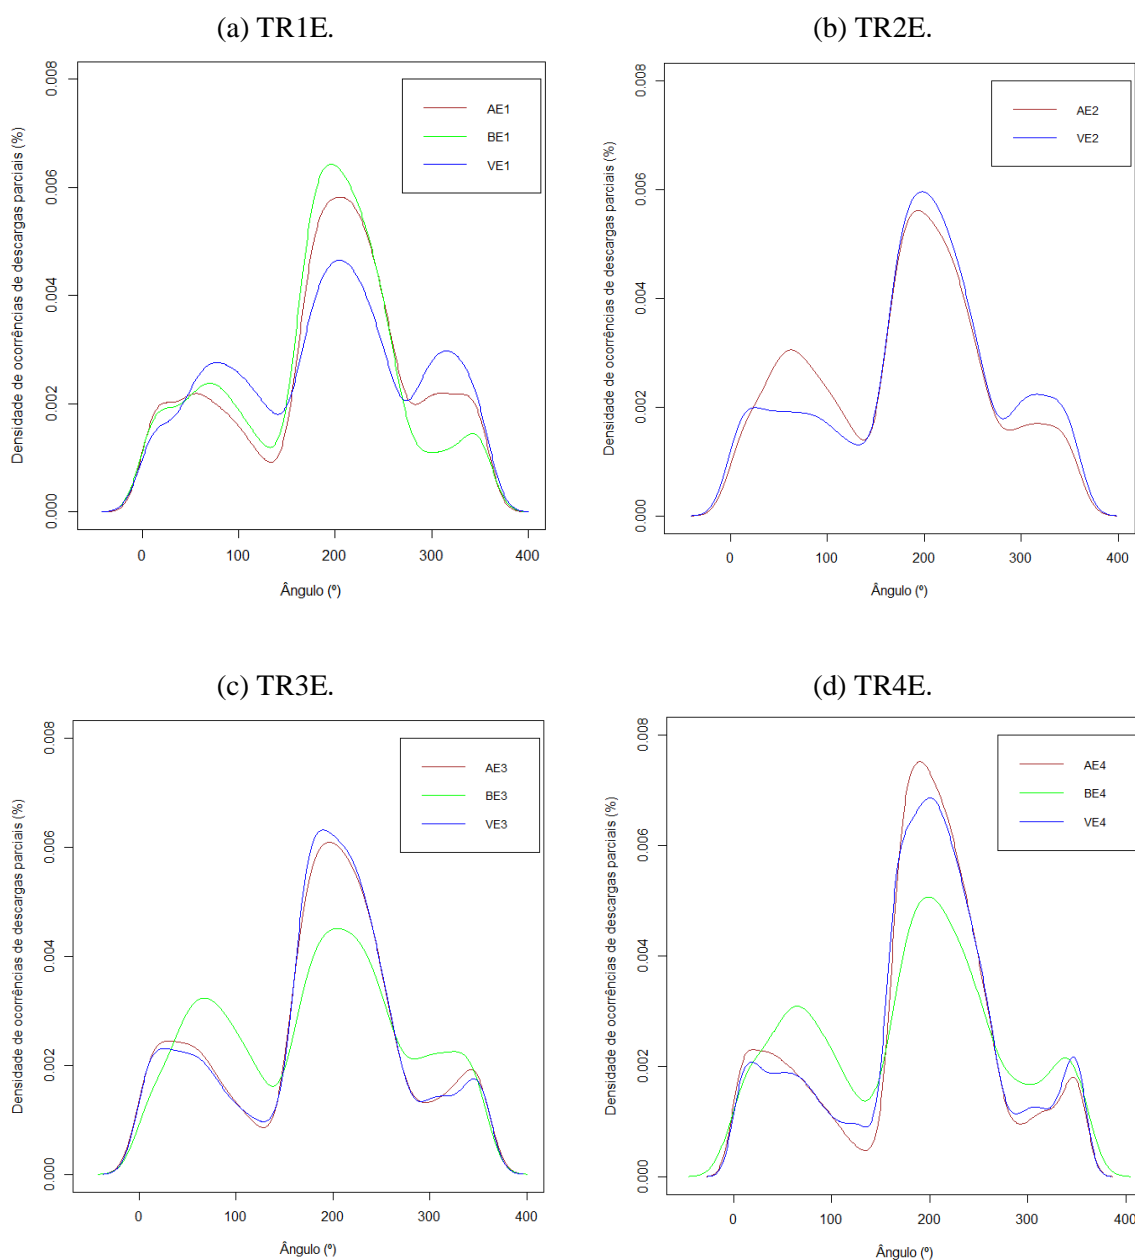 (a) TR1E.
Densidade de ocorrências de descargas parciais (%)
0.008
0.006
0.004
0.002
0.000
AE1
BE1
VE1
0 100 200 300 400
Ângulo (º)
(b) TR2E.
Densidade de ocorrências de descargas parciais (%)
0.008
0.006
0.004
0.002
0.000
AE2
VE2
0 100 200 300 400
Ângulo (º)
(c) TR3E.
Densidade de ocorrências de descargas parciais (%)
0.008
0.006
0.004
0.002
0.000
AE3
BE3
VE3
0 100 200 300 400
Ângulo (º)
(d) TR4E.
Densidade de ocorrências de descargas parciais (%)
0.008
0.006
0.004
0.002
0.000
AE4
BE4
VE4
0 100 200 300 400
Ângulo (º)